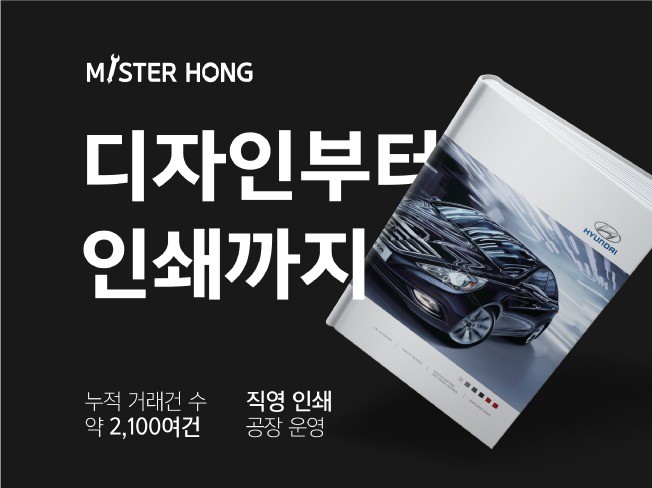 MISTER HONG
디자인부터
인쇄까지
HYUNDAI
누적 거래건 수
약 2,100여건
직영 인쇄
공장 운영